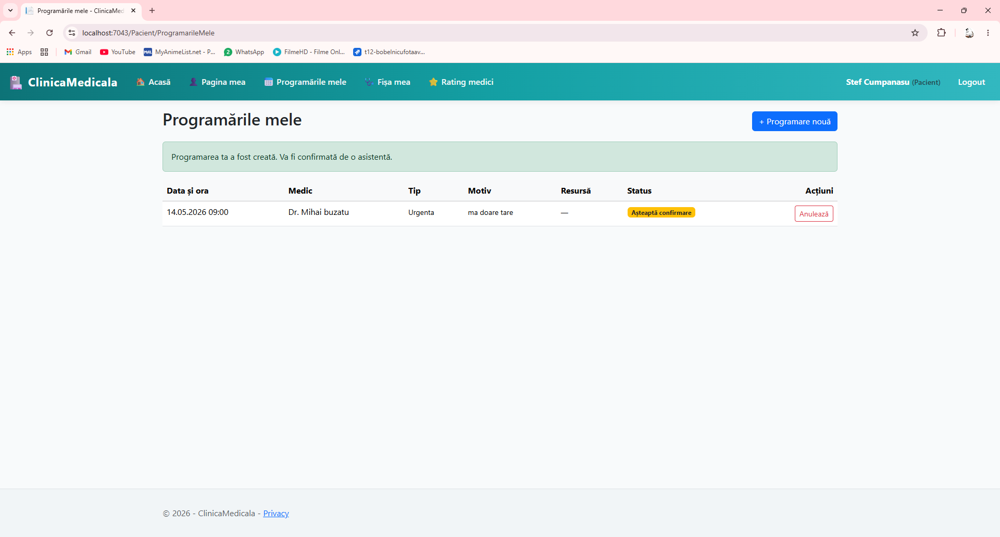 Programările mele - ClinicaMed
localhost:7043/Pacient/ProgramarileMele
Apps Gmail YouTube MAL MyAnimeList.net - P... 2 WhatsApp FilmeHD - Filme Onl... t12-bobelnicufotaav...
ClinicaMedicala Acasă Pagina mea Programările mele Fișa mea Rating medici Stef Cumpanasu (Pacient) Logout
Programările mele + Programare nouă
Programarea ta a fost creată. Va fi confirmată de o asistentă.
Data și ora Medic Tip Motiv Resursă Status Acțiuni
14.05.2026 09:00 Dr. Mihai buzatu Urgenta ma doare tare — Așteaptă confirmare Anulează
© 2026 - ClinicaMedicala - Privacy